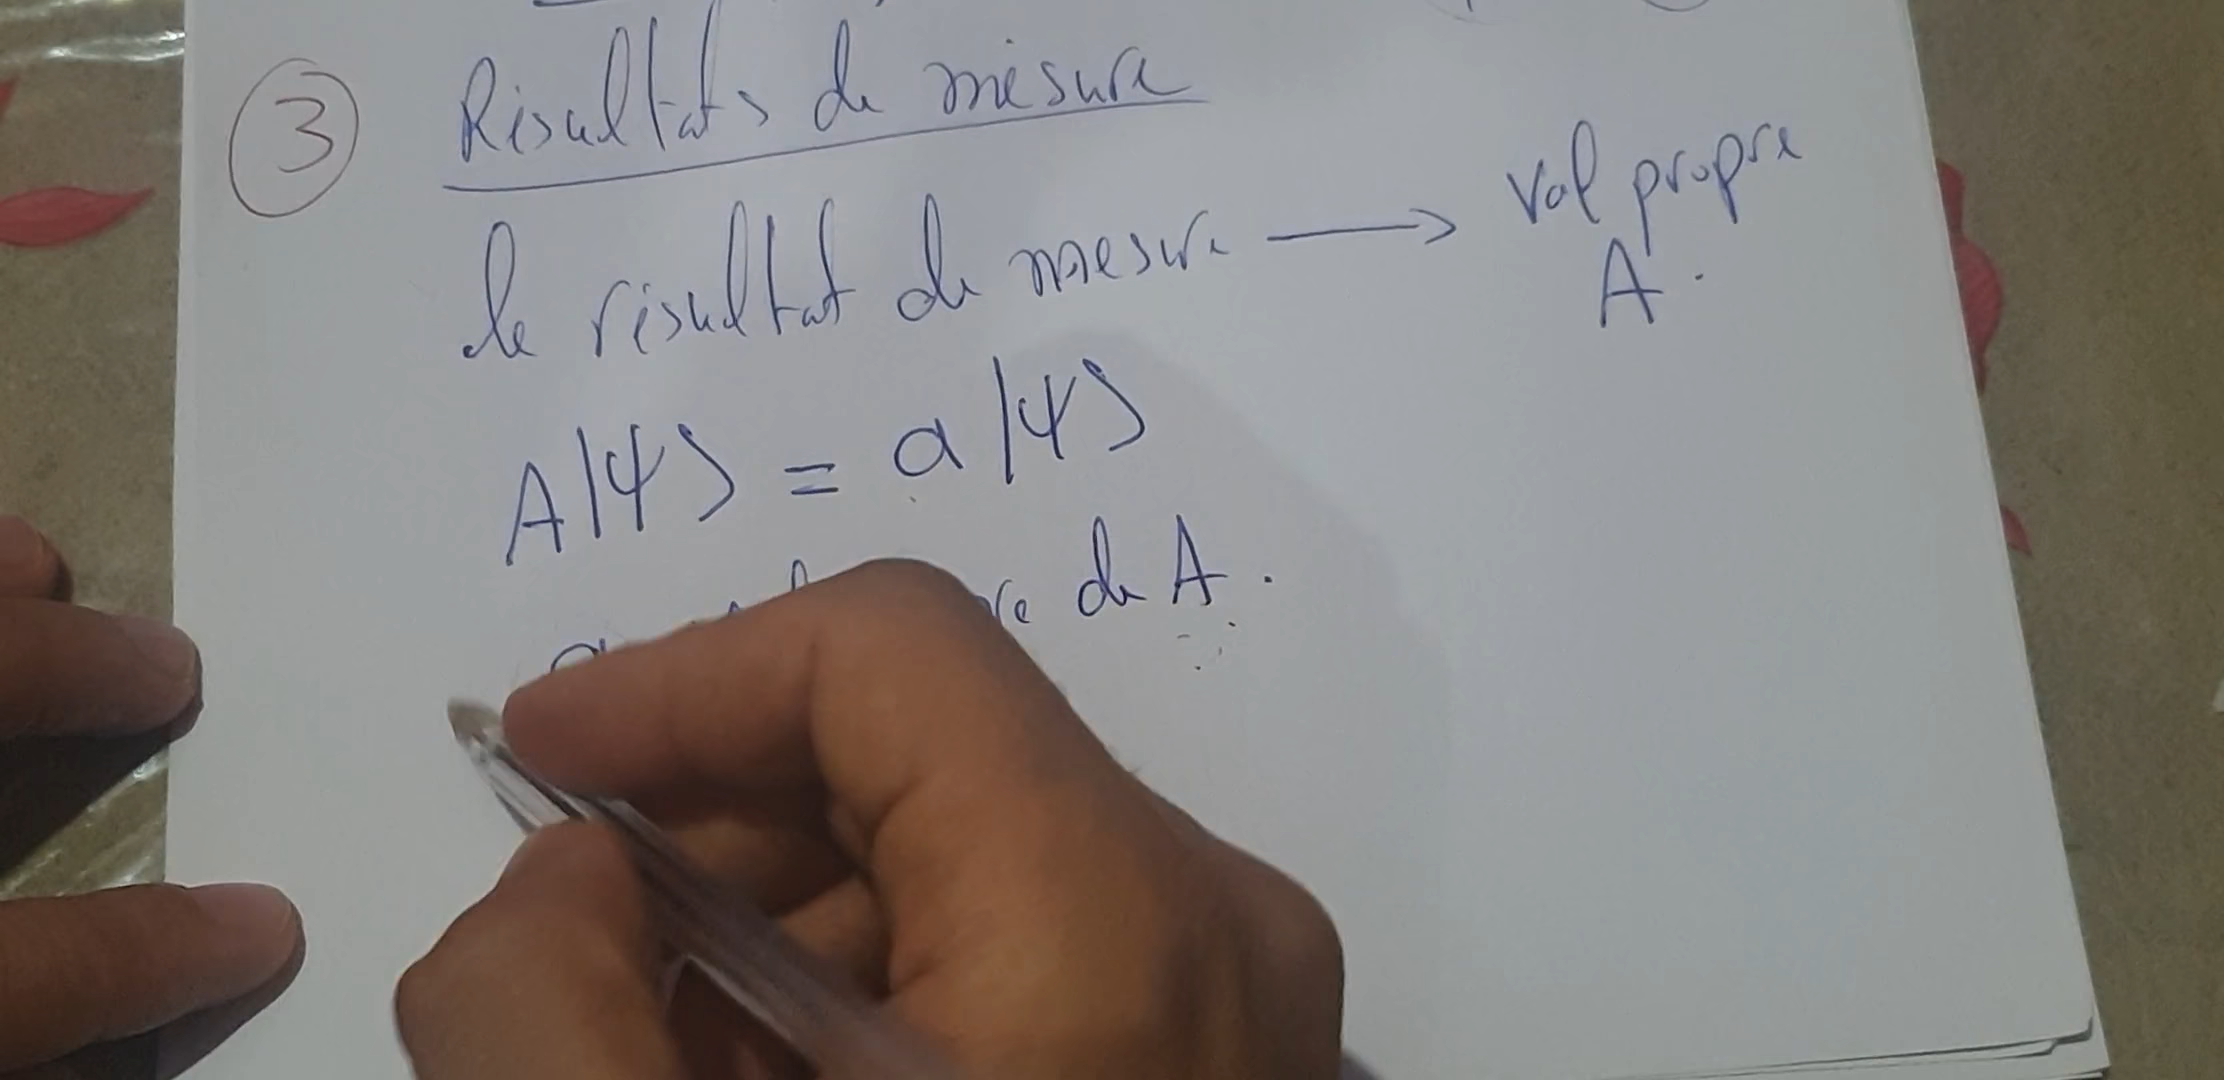 3 Résultats de mesure
le résultat de mesure → val propre
A.
A|ψ> = a|ψ>
de A.